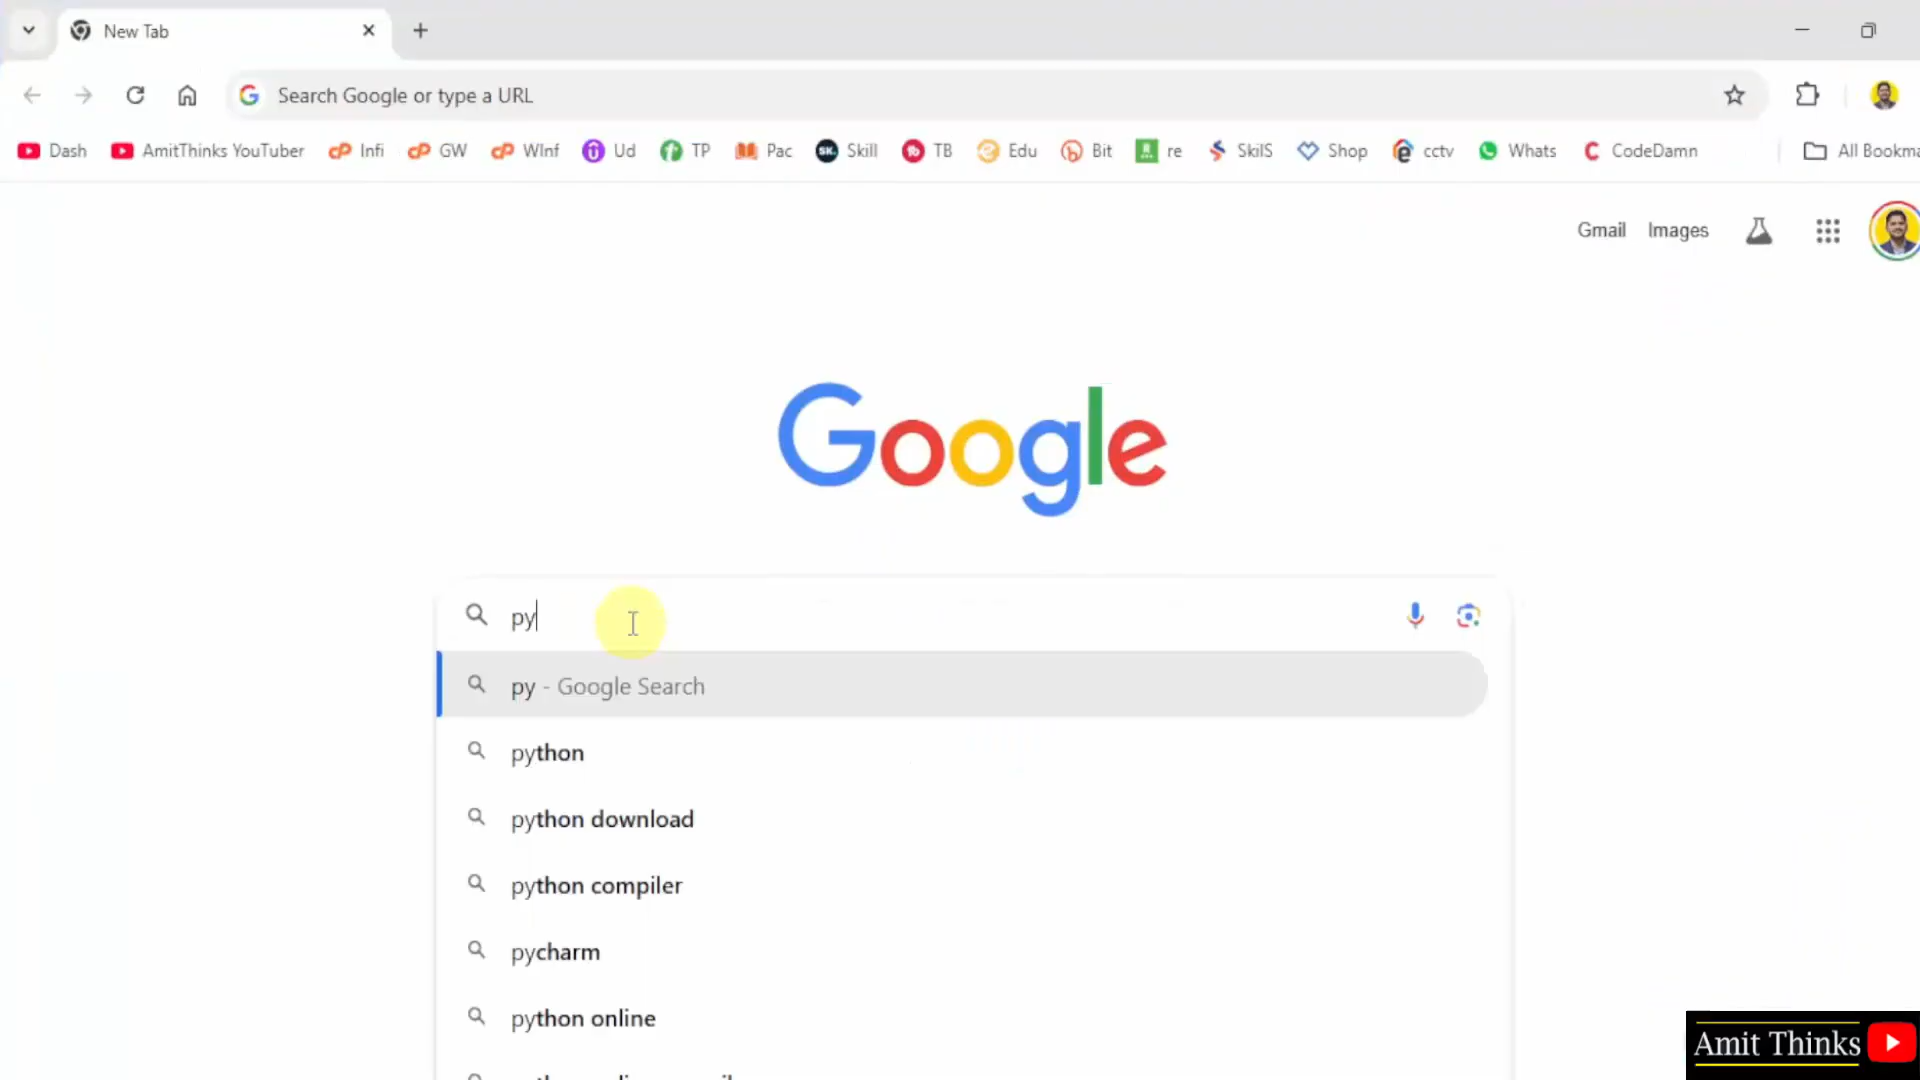 New Tab
Search Google or type a URL
Dash AmitThinks YouTuber Infi GW WInf Ud TP Pac Skill TB Edu Bit re SkilS Shop cctv Whats CodeDamn All Bookma
Gmail Images
Google
py
py - Google Search
python
python download
python compiler
pycharm
python online
Amit Thinks